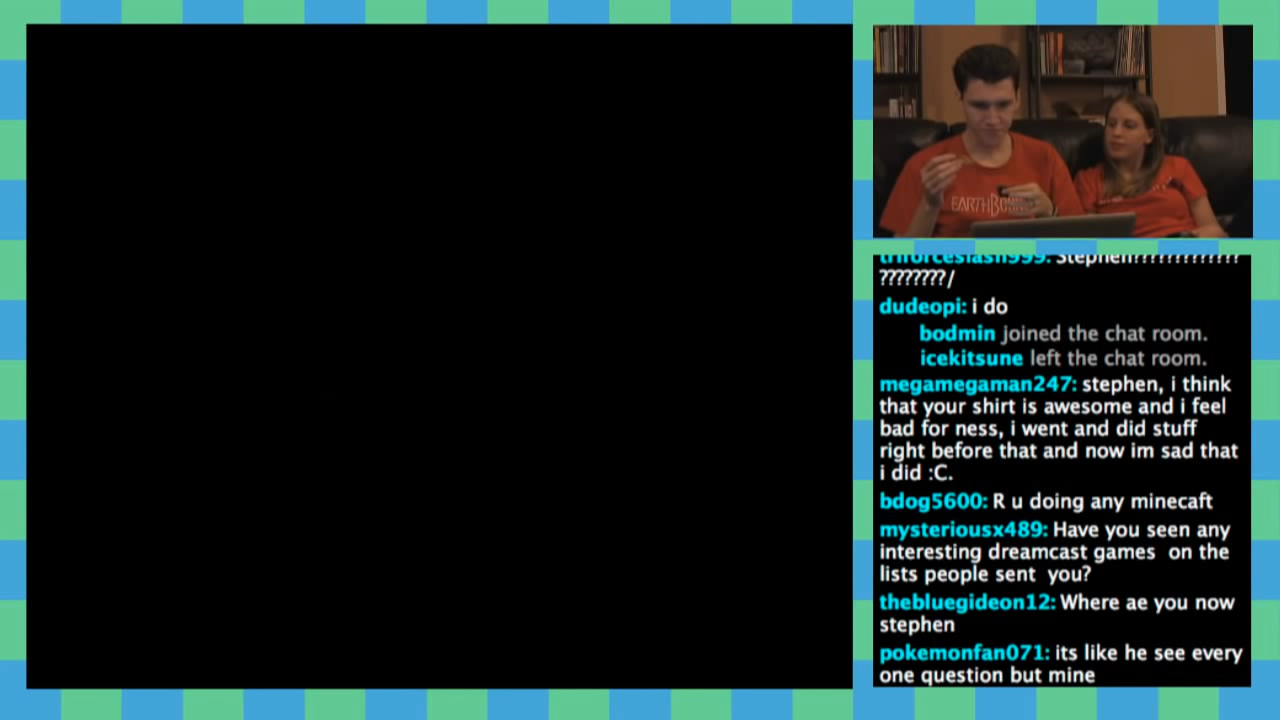 EARTHBOUND
triforceslash999: Stephen?????????????
????????/
dudeopi: i do
bodmin joined the chat room.
icekitsune left the chat room.
megamegaman247: stephen, i think
that your shirt is awesome and i feel
bad for ness, i went and did stuff
right before that and now im sad that
i did :C.
bdog5600: R u doing any minecaft
mysteriousx489: Have you seen any
interesting dreamcast games on the
lists people sent you?
thebluegideon12: Where ae you now
stephen
pokemonfan071: its like he see every
one question but mine